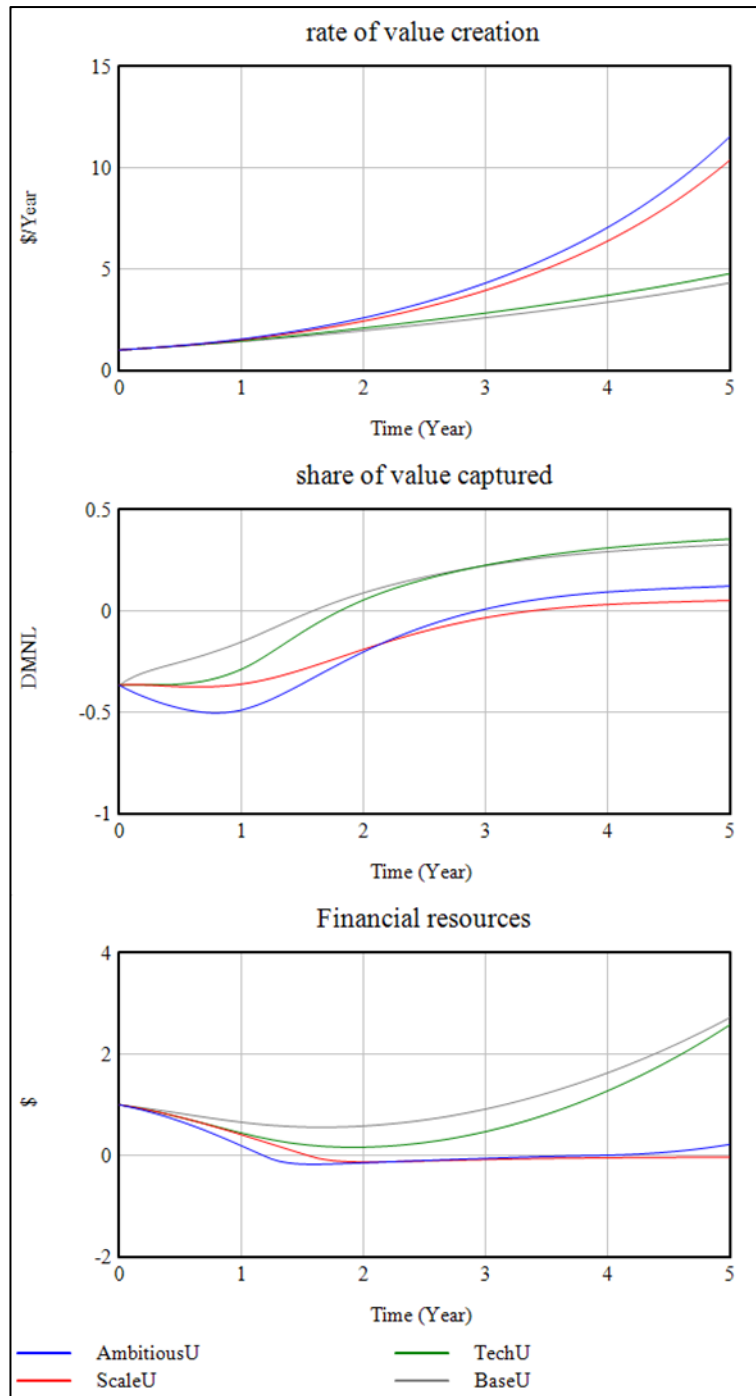 rate of value creation
15
10
5
0
$/Year
0 1 2 3 4 5
Time (Year)
share of value captured
0.5
0
-0.5
-1
DMNL
0 1 2 3 4 5
Time (Year)
Financial resources
4
2
0
-2
$
0 1 2 3 4 5
Time (Year)
AmbitiousU TechU
ScaleU BaseU